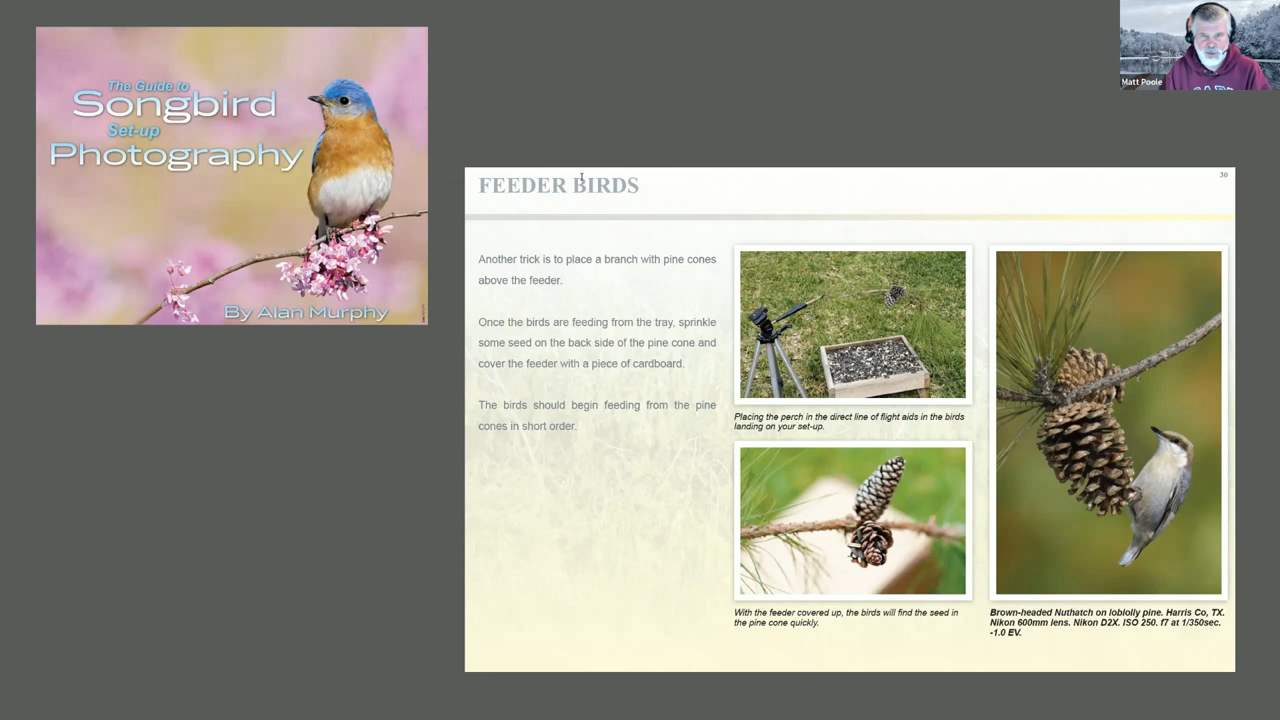 The Guide to
Songbird
Set-up
Photography
By Alan Murphy
Matt Poole
FEEDER BIRDS
30
Another trick is to place a branch with pine cones
above the feeder.
Once the birds are feeding from the tray, sprinkle
some seed on the back side of the pine cone and
cover the feeder with a piece of cardboard.
The birds should begin feeding from the pine
cones in short order.
Placing the perch in the direct line of flight aids in the birds
landing on your set-up.
With the feeder covered up, the birds will find the seed in
the pine cone quickly.
Brown-headed Nuthatch on loblolly pine. Harris Co, TX.
Nikon 600mm lens. Nikon D2X. ISO 250. f7 at 1/350sec.
-1.0 EV.